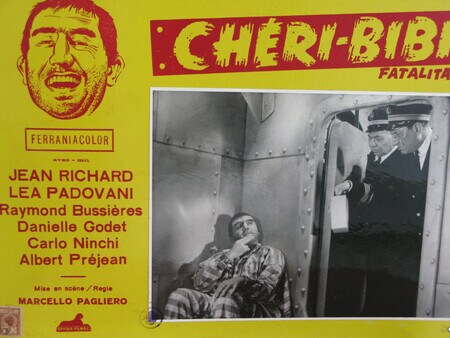 CHÉRI-BIBI
FATALITA
FERRANIACOLOR
JEAN RICHARD
LEA PADOVANI
Raymond Bussières
Danielle Godet
Carlo Ninchi
Albert Préjean
Mise en scène/Regie
MARCELLO PAGLIERO